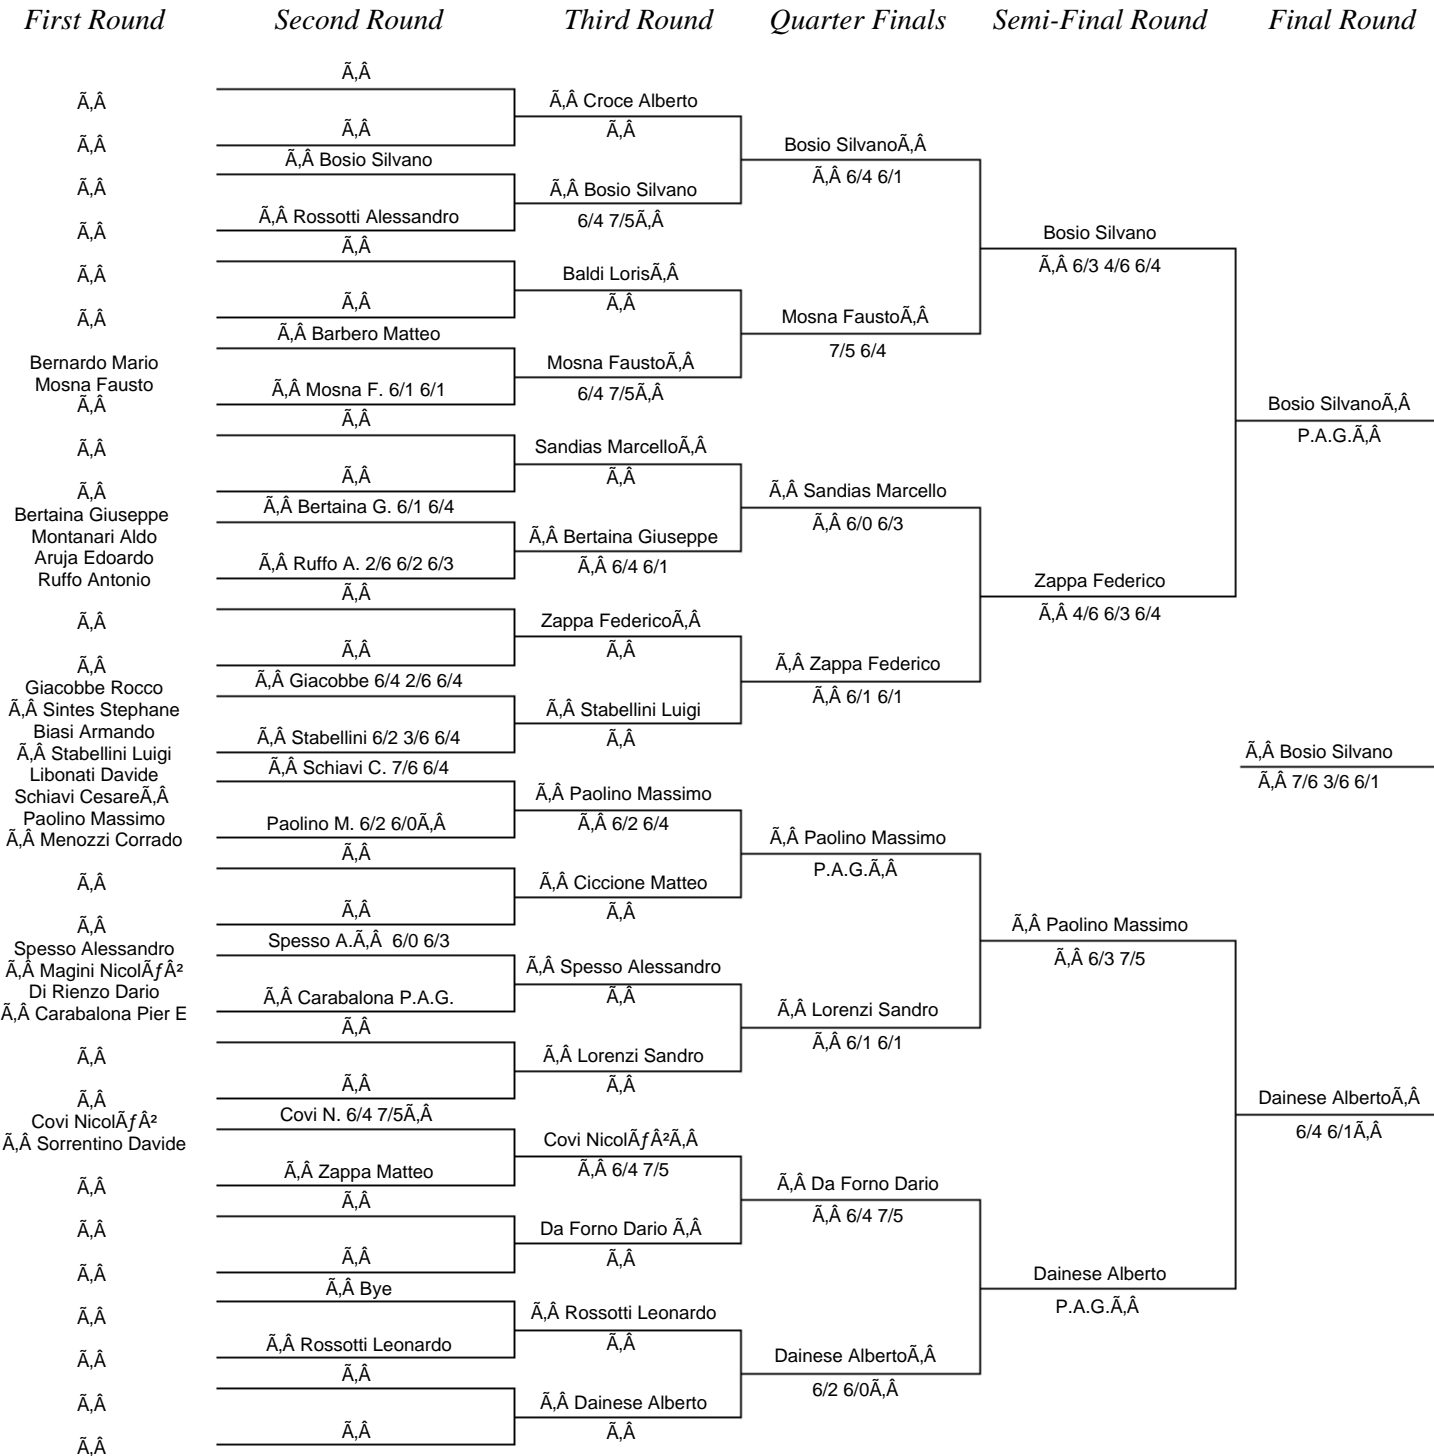 First Round Second Round Third Round Quarter Finals Semi-Final Round Final Round
Ã‚Â
Ã‚Â
Ã‚Â
Ã‚Â
Ã‚Â
Ã‚Â
Ã‚Â
Bernardo Mario
Mosna Fausto
Ã‚Â
Ã‚Â
Ã‚Â
Bertaina Giuseppe
Montanari Aldo
Aruja Edoardo
Ruffo Antonio
Ã‚Â
Ã‚Â
Giacobbe Rocco
Ã‚Â Sintes Stephane
Biasi Armando
Ã‚Â Stabellini Luigi
Libonati Davide
Schiavi CesareÃ‚Â
Paolino Massimo
Ã‚Â Menozzi Corrado
Ã‚Â
Ã‚Â
Spesso Alessandro
Ã‚Â Magini NicolÃƒÂ²
Di Rienzo Dario
Ã‚Â Carabalona Pier E
Ã‚Â
Ã‚Â
Covi NicolÃƒÂ²
Ã‚Â Sorrentino Davide
Ã‚Â
Ã‚Â
Ã‚Â
Ã‚Â
Ã‚Â
Ã‚Â
Ã‚Â
Ã‚Â
Ã‚Â
Ã‚Â Bosio Silvano
Ã‚Â Rossotti Alessandro
Ã‚Â
Ã‚Â
Ã‚Â Barbero Matteo
Ã‚Â Mosna F. 6/1 6/1
Ã‚Â
Ã‚Â
Ã‚Â Bertaina G. 6/1 6/4
Ã‚Â Ruffo A. 2/6 6/2 6/3
Ã‚Â
Ã‚Â
Ã‚Â Giacobbe 6/4 2/6 6/4
Ã‚Â Stabellini 6/2 3/6 6/4
Ã‚Â Schiavi C. 7/6 6/4
Paolino M. 6/2 6/0Ã‚Â
Ã‚Â
Ã‚Â
Spesso A.Ã‚Â 6/0 6/3
Ã‚Â Carabalona P.A.G.
Ã‚Â
Ã‚Â
Covi N. 6/4 7/5Ã‚Â
Ã‚Â Zappa Matteo
Ã‚Â
Ã‚Â
Ã‚Â Bye
Ã‚Â Rossotti Leonardo
Ã‚Â
Ã‚Â
Ã‚Â Croce Alberto
Ã‚Â
Ã‚Â Bosio Silvano
6/4 7/5Ã‚Â
Baldi LorisÃ‚Â
Ã‚Â
Mosna FaustoÃ‚Â
6/4 7/5Ã‚Â
Sandias MarcelloÃ‚Â
Ã‚Â
Ã‚Â Bertaina Giuseppe
Ã‚Â 6/4 6/1
Zappa FedericoÃ‚Â
Ã‚Â
Ã‚Â Stabellini Luigi
Ã‚Â
Ã‚Â Paolino Massimo
Ã‚Â 6/2 6/4
Ã‚Â Ciccione Matteo
Ã‚Â
Ã‚Â Spesso Alessandro
Ã‚Â
Ã‚Â Lorenzi Sandro
Ã‚Â
Covi NicolÃƒÂ²Ã‚Â
Ã‚Â 6/4 7/5
Da Forno Dario Ã‚Â
Ã‚Â
Ã‚Â Rossotti Leonardo
Ã‚Â
Ã‚Â Dainese Alberto
Ã‚Â
Bosio SilvanoÃ‚Â
Ã‚Â 6/4 6/1
Mosna FaustoÃ‚Â
7/5 6/4
Ã‚Â Sandias Marcello
Ã‚Â 6/0 6/3
Ã‚Â Zappa Federico
Ã‚Â 6/1 6/1
Ã‚Â Paolino Massimo
P.A.G.Ã‚Â
Ã‚Â Lorenzi Sandro
Ã‚Â 6/1 6/1
Ã‚Â Da Forno Dario
Ã‚Â 6/4 7/5
Dainese AlbertoÃ‚Â
6/2 6/0Ã‚Â
Bosio Silvano
Ã‚Â 6/3 4/6 6/4
Zappa Federico
Ã‚Â 4/6 6/3 6/4
Ã‚Â Paolino Massimo
Ã‚Â 6/3 7/5
Dainese Alberto
P.A.G.Ã‚Â
Bosio SilvanoÃ‚Â
P.A.G.Ã‚Â
Ã‚Â Bosio Silvano
Ã‚Â 7/6 3/6 6/1
Dainese AlbertoÃ‚Â
6/4 6/1Ã‚Â